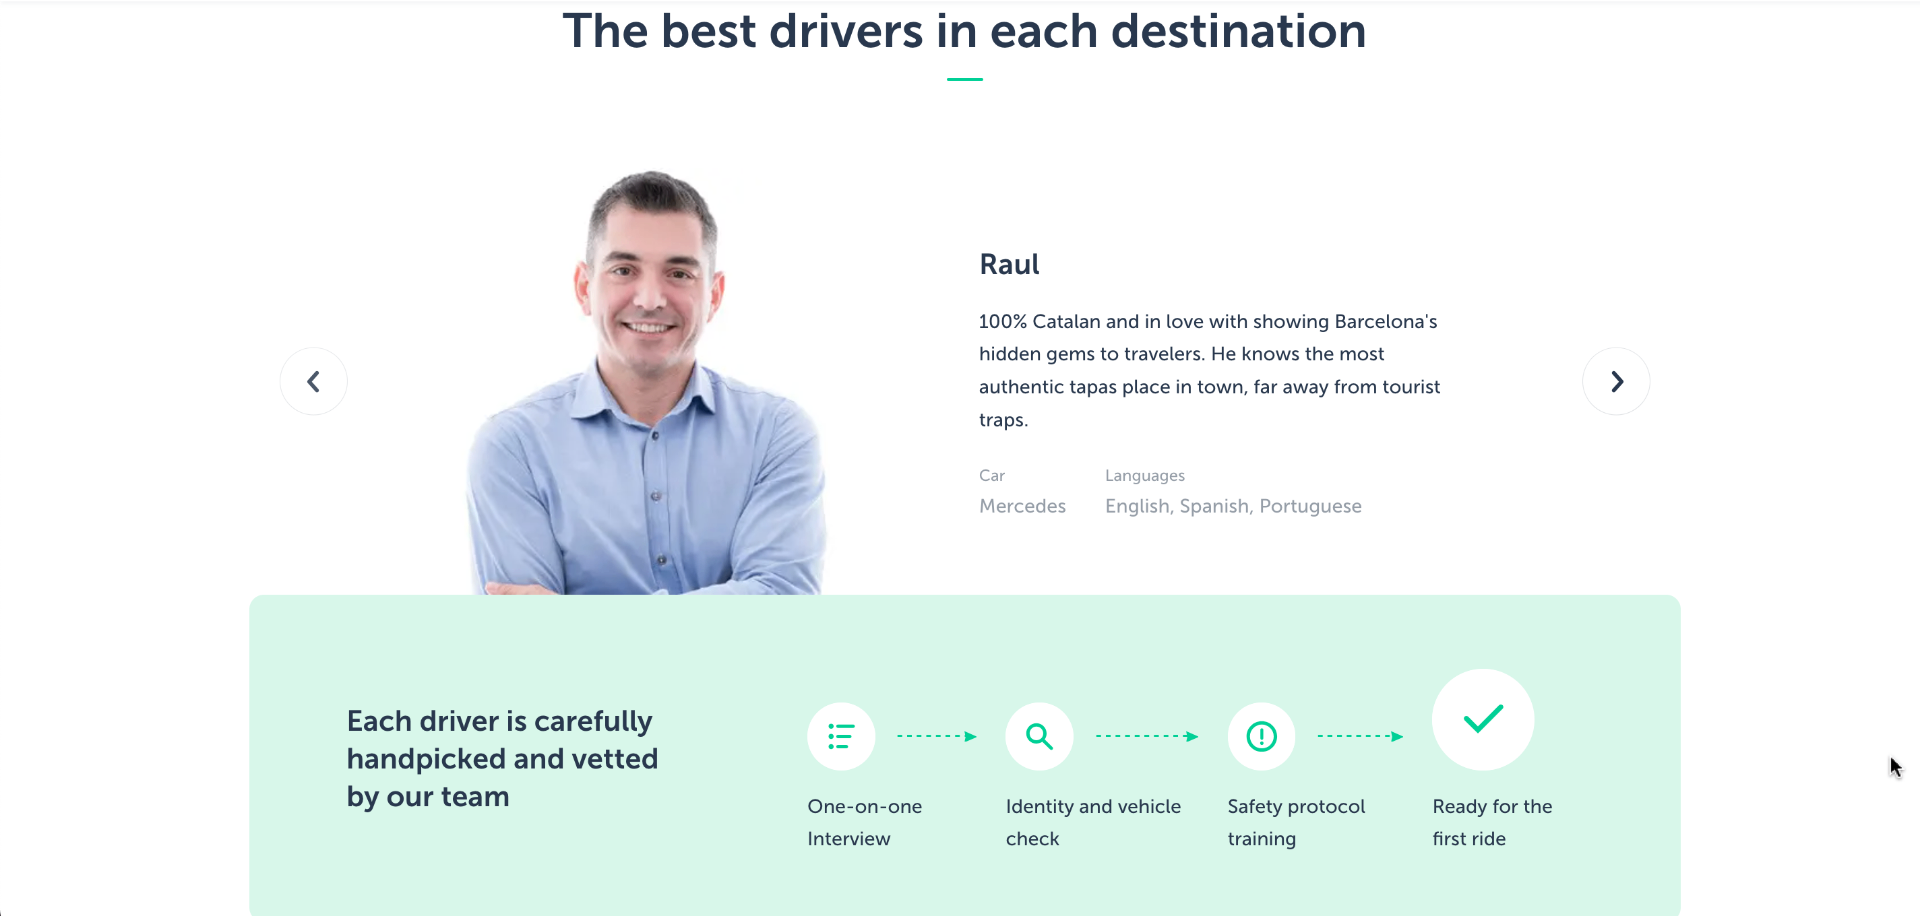 The best drivers in each destination
Raul
100% Catalan and in love with showing Barcelona's
hidden gems to travelers. He knows the most
authentic tapas place in town, far away from tourist
traps.
Car
Mercedes
Languages
English, Spanish, Portuguese
Each driver is carefully
handpicked and vetted
by our team
One-on-one
Interview
Identity and vehicle
check
Safety protocol
training
Ready for the
first ride